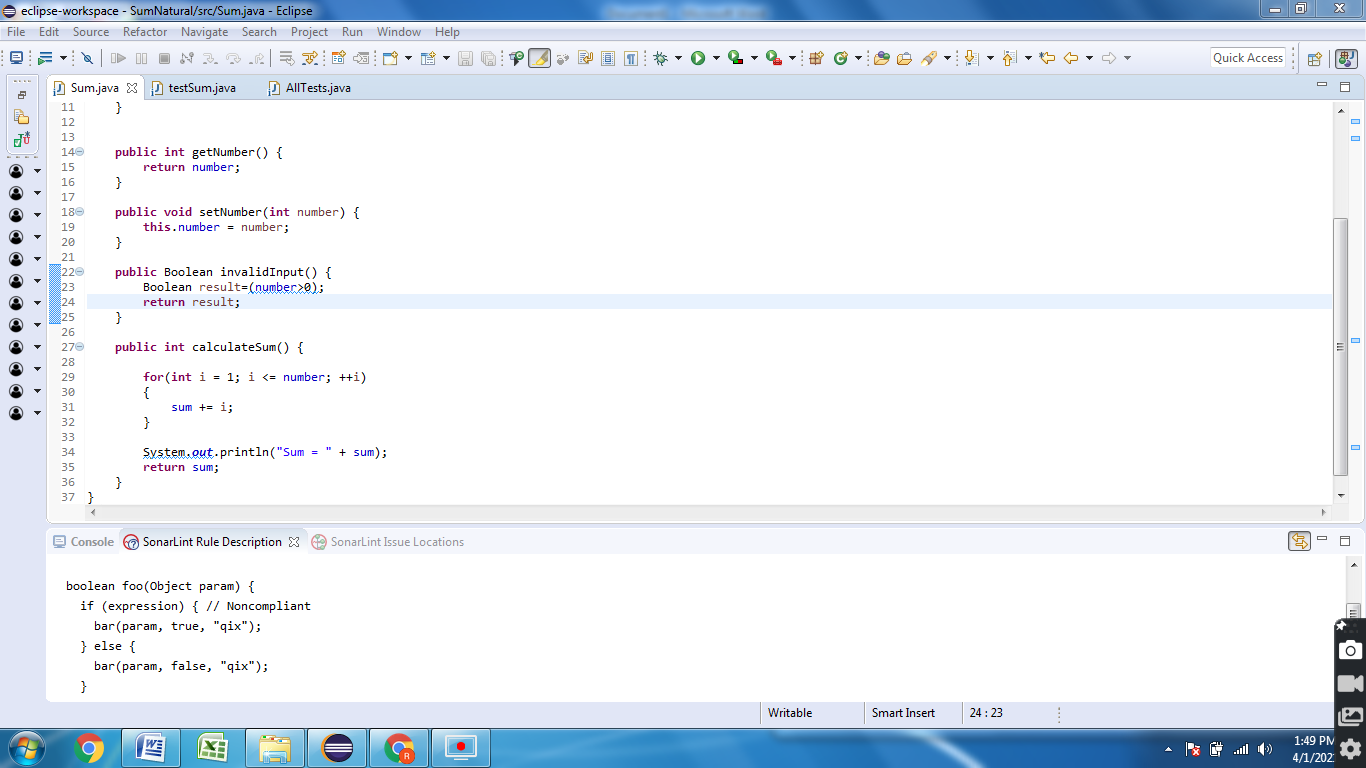 eclipse-workspace - SumNatural/src/Sum.java - Eclipse
File Edit Source Refactor Navigate Search Project Run Window Help
Quick Access
Sum.java testSum.java AllTests.java
11     }
12
13
14     public int getNumber() {
15         return number;
16     }
17
18     public void setNumber(int number) {
19         this.number = number;
20     }
21
22     public Boolean invalidInput() {
23         Boolean result=(number>0);
24         return result;
25     }
26
27     public int calculateSum() {
28
29         for(int i = 1; i <= number; ++i)
30         {
31             sum += i;
32         }
33
34         System.out.println("Sum = " + sum);
35         return sum;
36     }
37 }
Console SonarLint Rule Description SonarLint Issue Locations
boolean foo(Object param) {
  if (expression) { // Noncompliant
    bar(param, true, "qix");
  } else {
    bar(param, false, "qix");
  }
Writable Smart Insert 24 : 23
1:49 PM
4/1/202